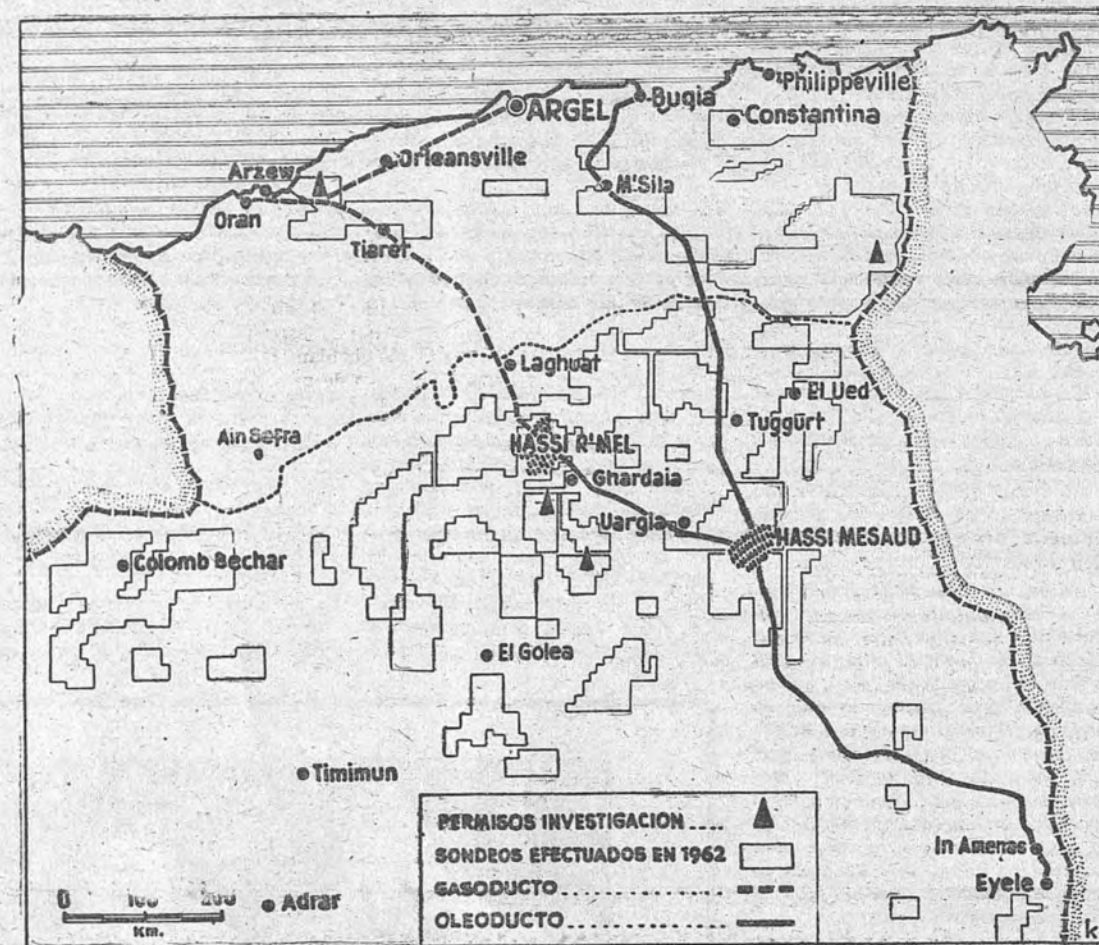 Philippeville
Bugia
ARGEL
Constantina
Orleansville
Arzew
M'Sila
Oran
Tiaret
Laghuat
El Ued
Tuggurt
Ain Sefra
HASSI R'MEL
Ghardaia
Uargla
HASSI MESAUD
Colomb Bechar
El Golea
Timimun
PERMISOS INVESTIGACION ....
SONDEOS EFECTUADOS EN 1962
In Amenas
GASODUCTO
Eyele
0 100 200
Km.
Adrar
OLEODUCTO
k